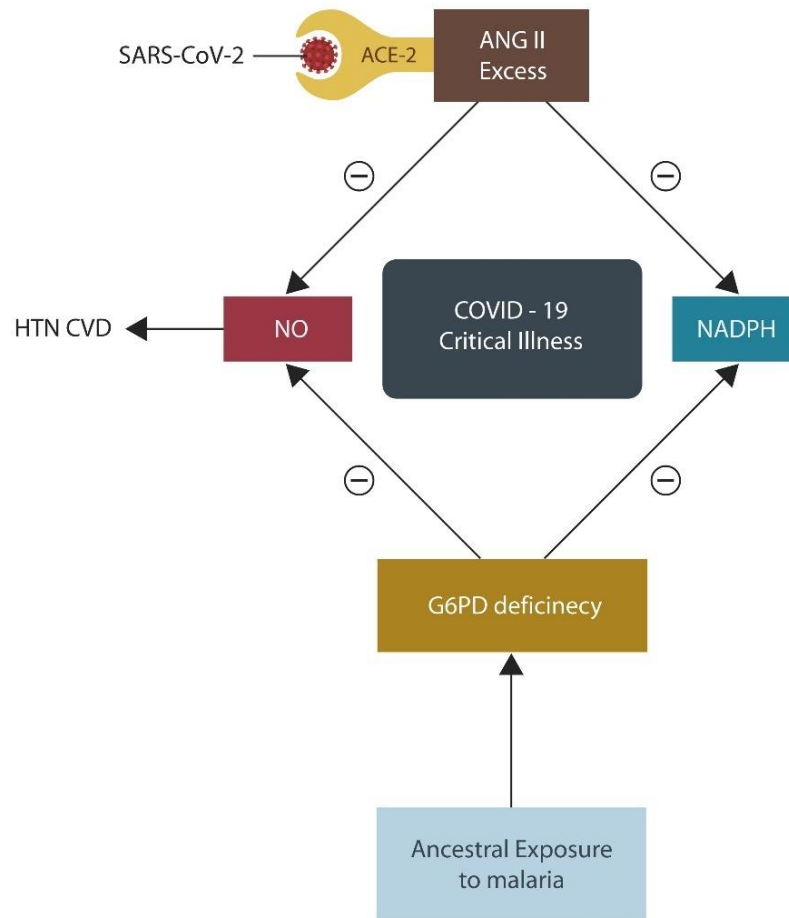 SARS-CoV-2
ACE-2
ANG II
Excess
−
−
HTN CVD
NO
COVID - 19
Critical Illness
NADPH
−
−
G6PD deficinecy
Ancestral Exposure
to malaria